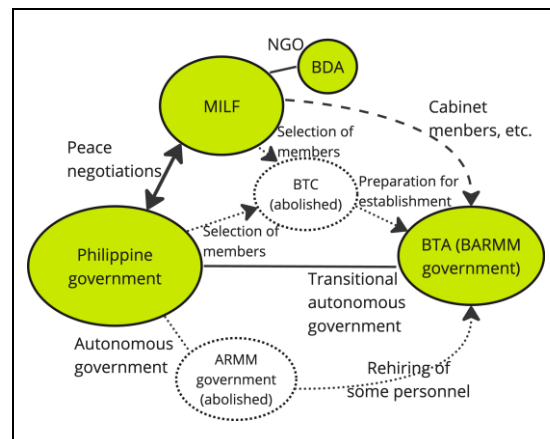 NGO
BDA
MILF
Cabinet
menbers, etc.
Selection of
members
Peace
negotiations
BTC
(abolished)
Preparation for
establishment
Selection of
members
Philippine
government
BTA (BARMM
government)
Transitional
autonomous
government
Autonomous
government
ARMM
government
(abolished)
Rehiring of
some personnel